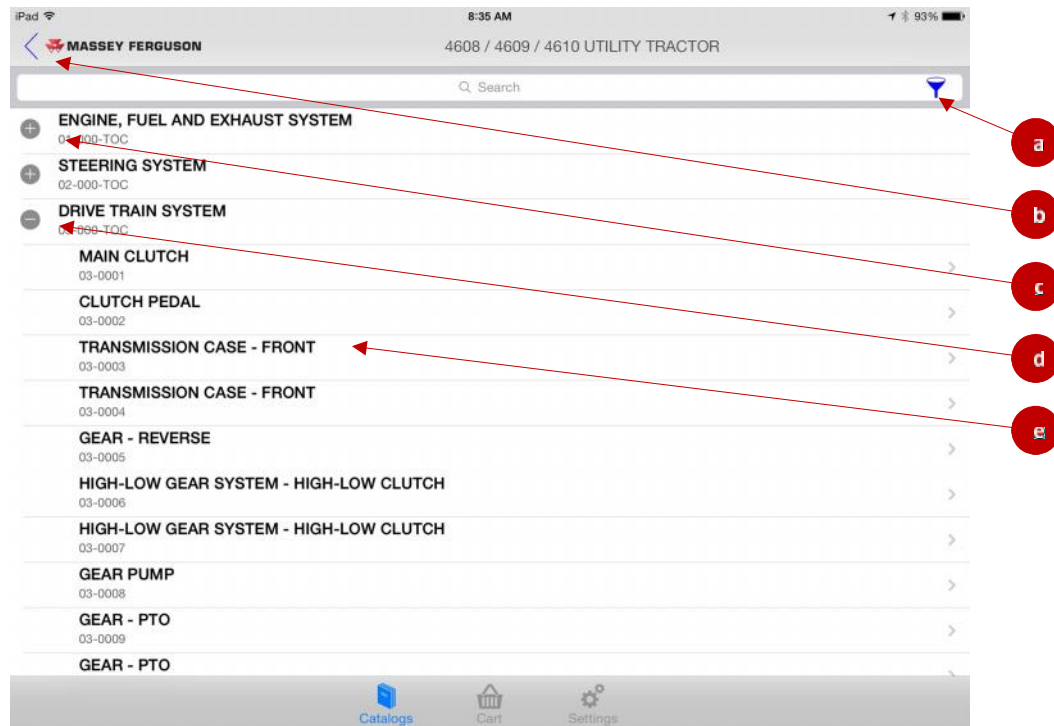 iPad 8:35 AM 93%
MASSEY FERGUSON 4608 / 4609 / 4610 UTILITY TRACTOR
Search
ENGINE, FUEL AND EXHAUST SYSTEM
01-000-TOC
a
STEERING SYSTEM
02-000-TOC
DRIVE TRAIN SYSTEM
03-000-TOC
b
MAIN CLUTCH
03-0001
c
CLUTCH PEDAL
03-0002
TRANSMISSION CASE - FRONT
03-0003
d
TRANSMISSION CASE - FRONT
03-0004
e
GEAR - REVERSE
03-0005
HIGH-LOW GEAR SYSTEM - HIGH-LOW CLUTCH
03-0006
HIGH-LOW GEAR SYSTEM - HIGH-LOW CLUTCH
03-0007
GEAR PUMP
03-0008
GEAR - PTO
03-0009
GEAR - PTO
Catalogs Cart Settings